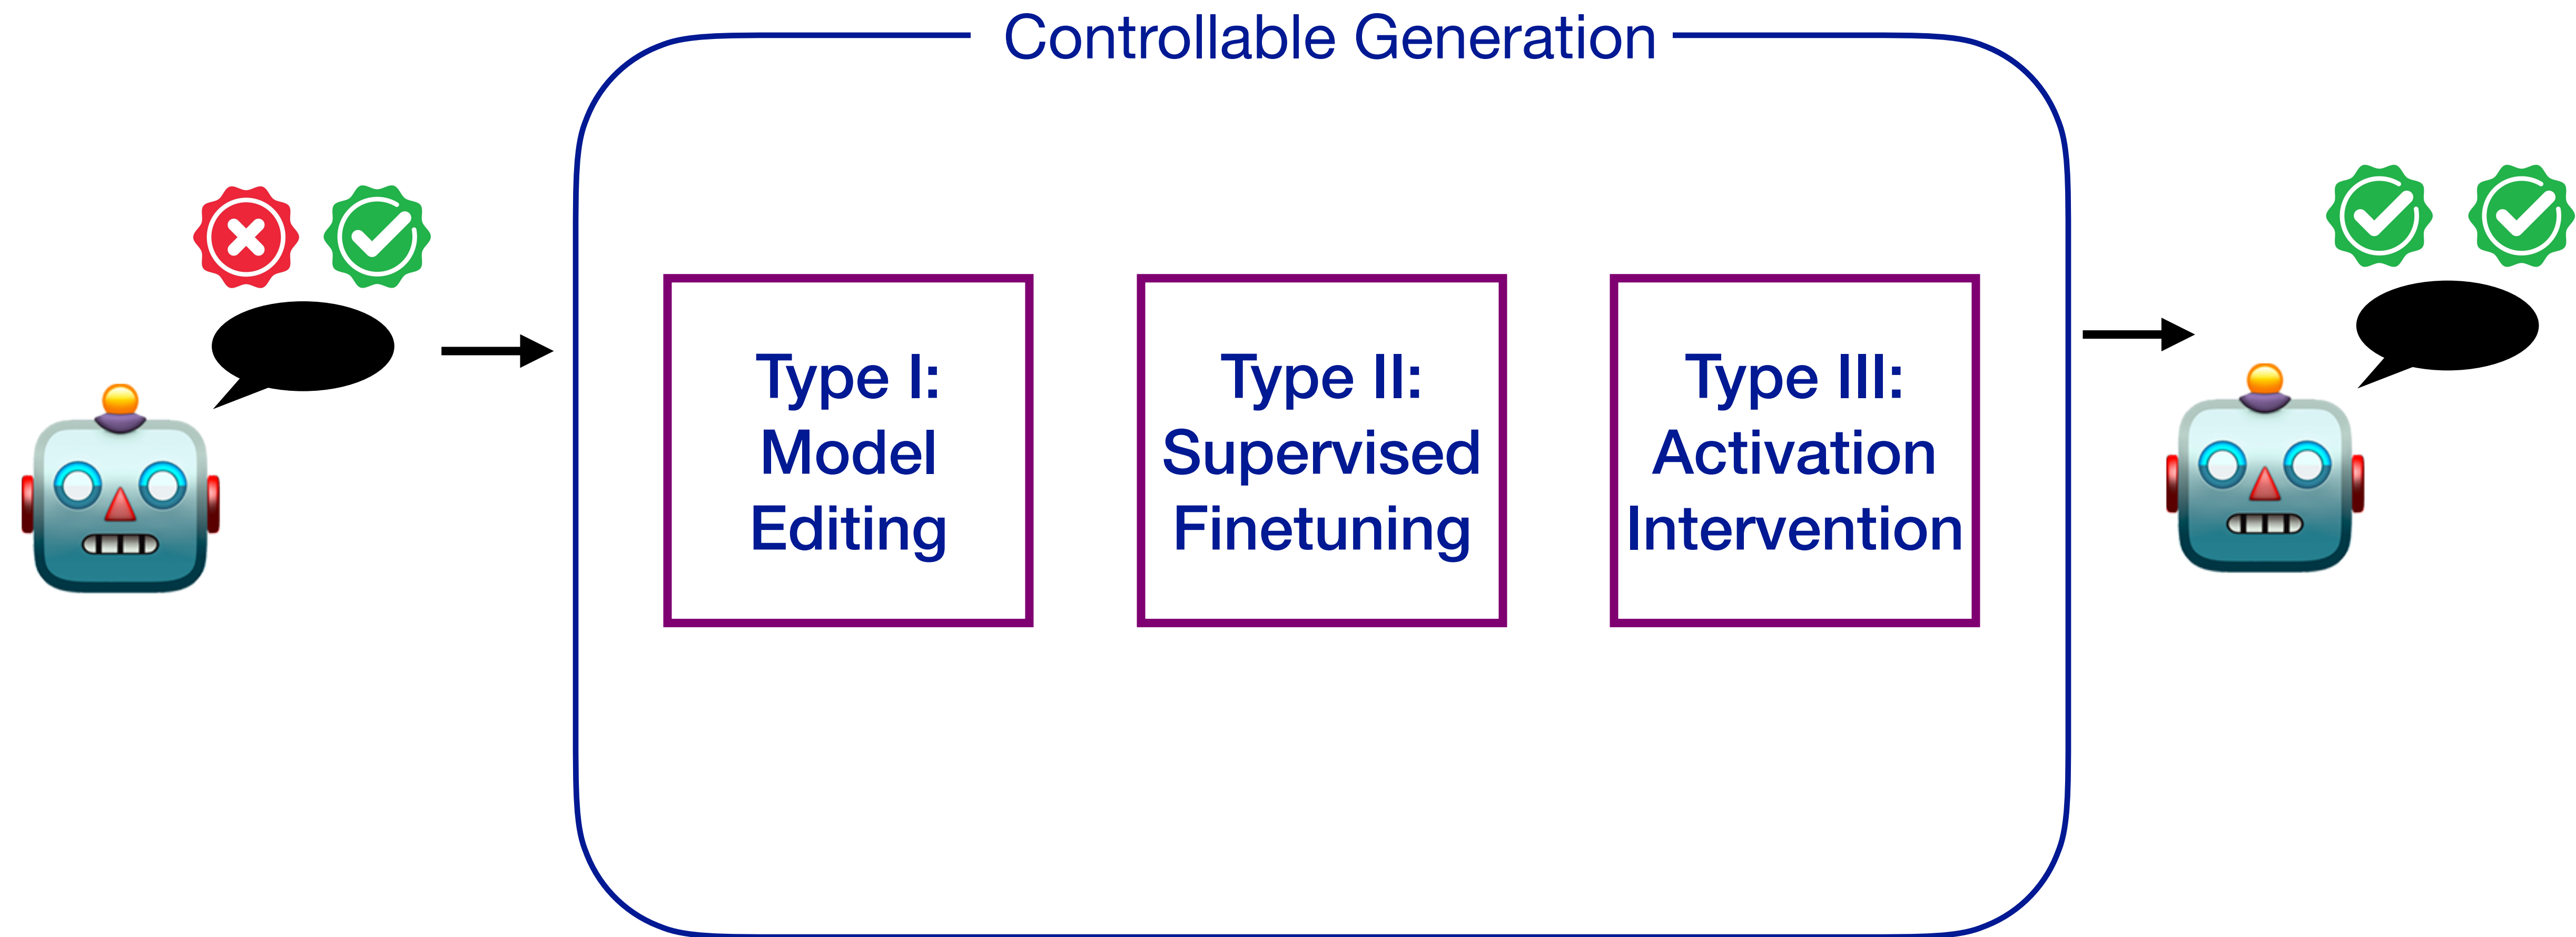 Controllable Generation
Type I:
Model
Editing
Type II:
Supervised
Finetuning
Type III:
Activation
Intervention